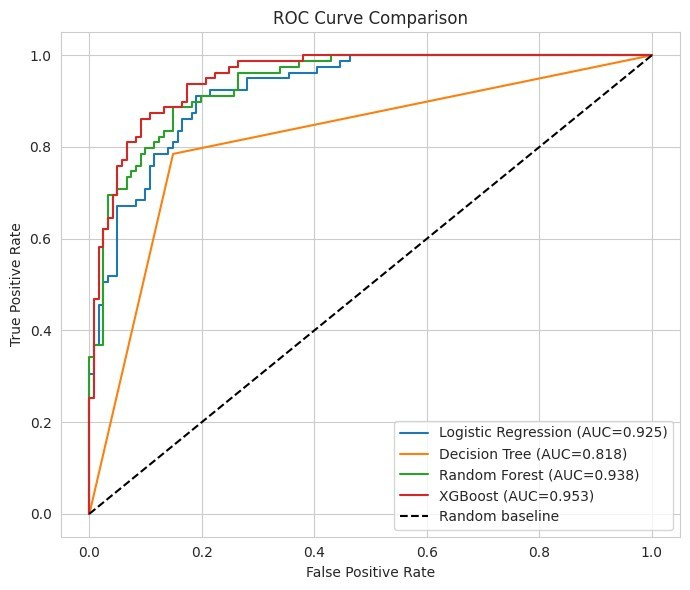 ROC Curve Comparison
True Positive Rate
1.0
0.8
0.6
0.4
0.2
0.0
0.0 0.2 0.4 0.6 0.8 1.0
False Positive Rate
Logistic Regression (AUC=0.925)
Decision Tree (AUC=0.818)
Random Forest (AUC=0.938)
XGBoost (AUC=0.953)
Random baseline